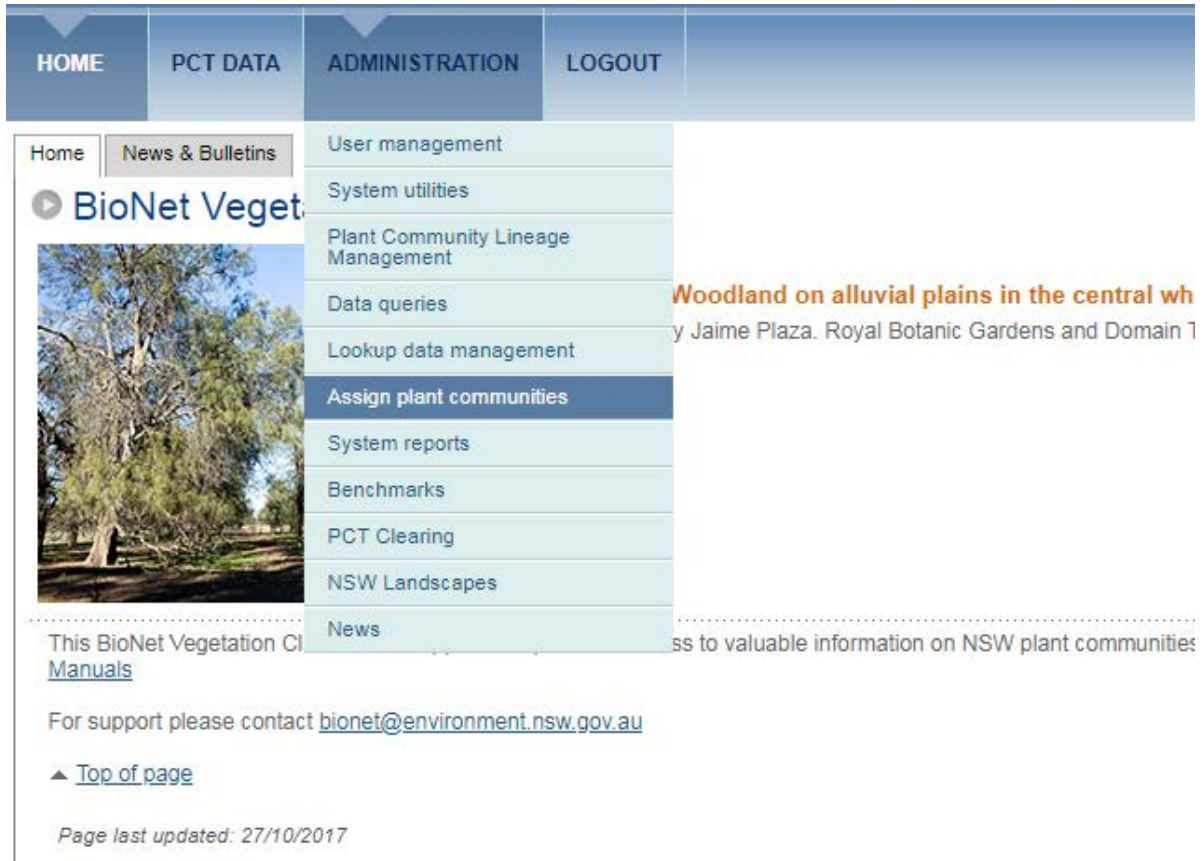 HOME PCT DATA ADMINISTRATION LOGOUT
Home News & Bulletins
User management
System utilities
Plant Community Lineage
Management
Data queries
Lookup data management
Assign plant communities
System reports
Benchmarks
PCT Clearing
NSW Landscapes
News
BioNet Veget
Woodland on alluvial plains in the central wh
y Jaime Plaza. Royal Botanic Gardens and Domain T
This BioNet Vegetation Cl ss to valuable information on NSW plant communities
Manuals
For support please contact bionet@environment.nsw.gov.au
Top of page
Page last updated: 27/10/2017